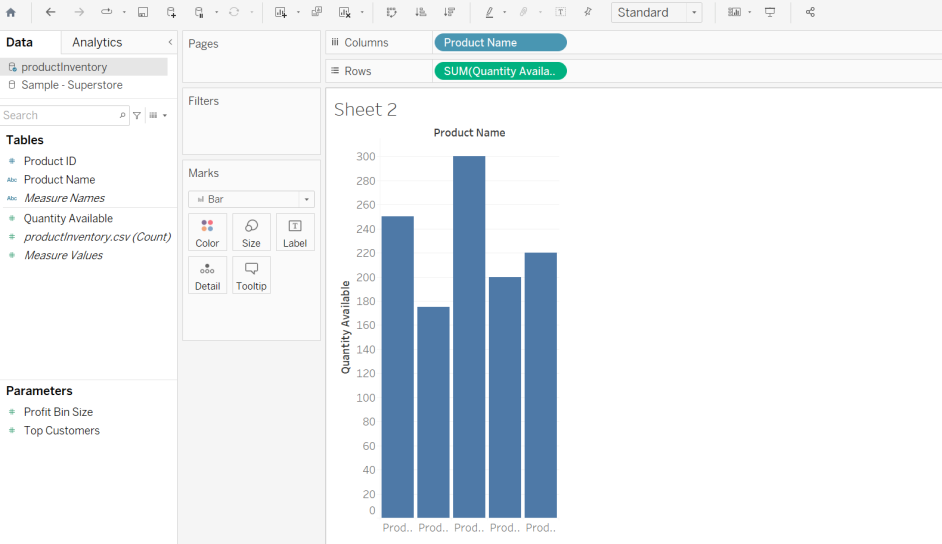 Standard
Data
Analytics
productInventory
Sample - Superstore
Search
Tables
Product ID
Abc Product Name
Abc Measure Names
Quantity Available
productInventory.csv (Count)
Measure Values
Parameters
Profit Bin Size
Top Customers
Pages
Filters
Marks
Bar
Color
Size
T
Label
Detail
Tooltip
Columns
Product Name
Rows
SUM(Quantity Availa..
Sheet 2
Product Name
Quantity Available
300
280
260
240
220
200
180
160
140
120
100
80
60
40
20
0
Prod.. Prod.. Prod.. Prod.. Prod..